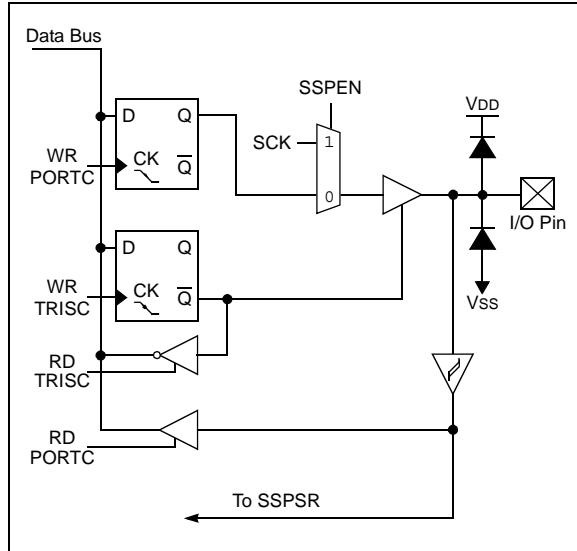 Data Bus
SSPEN
VDD
D Q
SCK 1
WR
PORTC
CK Q
0
I/O Pin
D Q
WR
TRISC
CK Q
VSS
RD
TRISC
RD
PORTC
To SSPSR